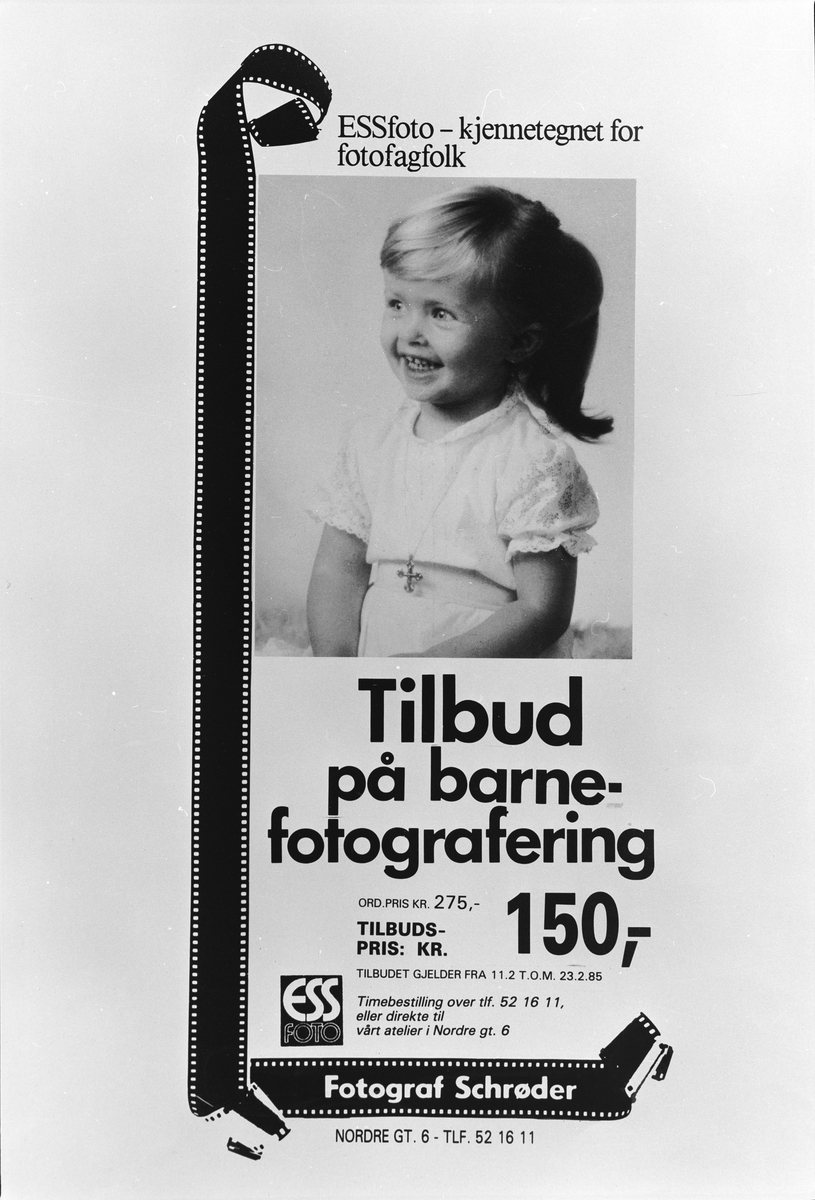 ESSfoto – kjennetegnet for
fotofagfolk
Tilbud
på barne-
fotografering
ORD.PRIS KR. 275,-
TILBUDS-
PRIS: KR. 150,-
TILBUDET GJELDER FRA 11.2 T.O.M. 23.2.85
ESS
FOTO
Timebestilling over tlf. 52 16 11,
eller direkte til
vårt atelier i Nordre gt. 6
Fotograf Schrøder
NORDRE GT. 6 - TLF. 52 16 11